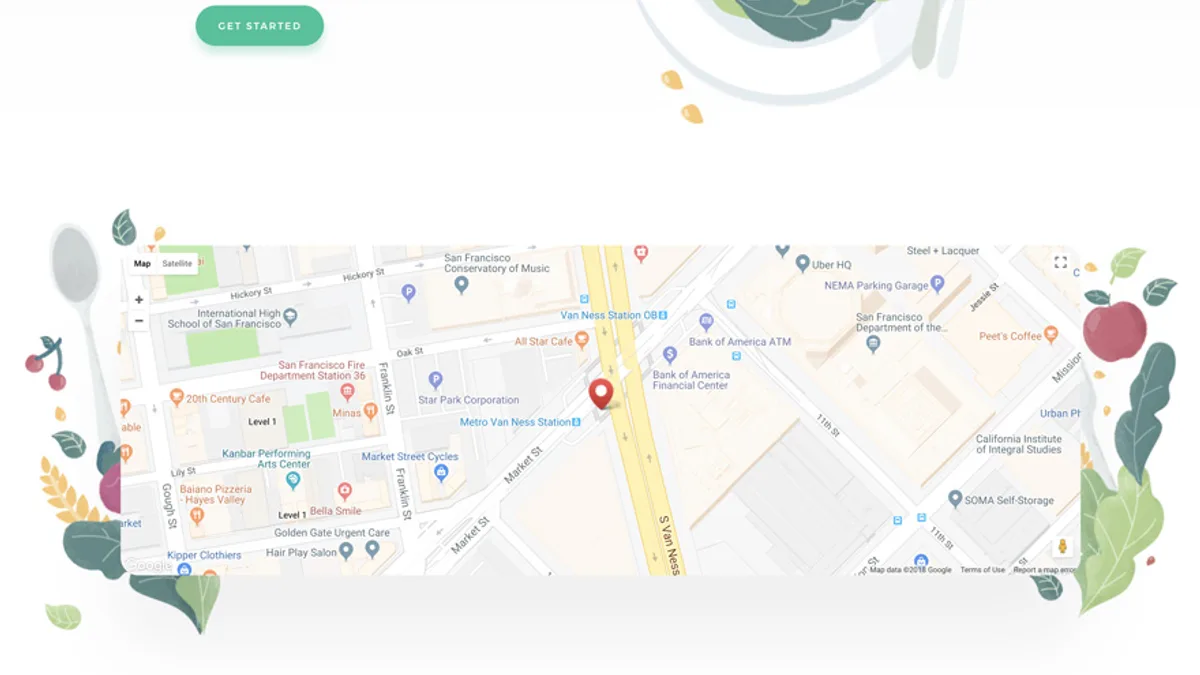 GET STARTED
Map
Satellite
+
−
Hickory St
Hickory St
San Francisco
Conservatory of Music
Steel + Lacquer
Uber HQ
NEMA Parking Garage
P
P
Jessie St
International High
School of San Francisco
Van Ness Station OB
All Star Cafe
San Francisco
Department of the...
Peet's Coffee
Bank of America ATM
Oak St
San Francisco Fire
Department Station 36
Franklin St
P
$
Bank of America
Financial Center
Mission
20th Century Cafe
Star Park Corporation
Minas
Level 1
able
Metro Van Ness Station
11th St
Urban Ph
Kanbar Performing
Arts Center
Market Street Cycles
Market St
California Institute
of Integral Studies
Lily St
Franklin St
Gough St
Baiano Pizzeria
- Hayes Valley
Bella Smile
Level 1
SOMA Self-Storage
arket
Market St
S Van Ness
11th St
Golden Gate Urgent Care
Hair Play Salon
Kipper Clothiers
Google
Map data ©2018 Google
Terms of Use
Report a map error